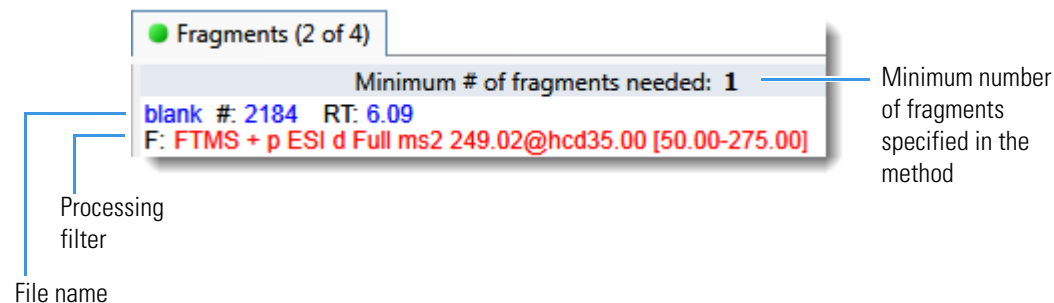 Fragments (2 of 4)
Minimum # of fragments needed: 1
blank #: 2184 RT: 6.09
F: FTMS + p ESI d Full ms2 249.02@hcd35.00 [50.00-275.00]
Minimum number
of fragments
specified in the
method
Processing
filter
File name